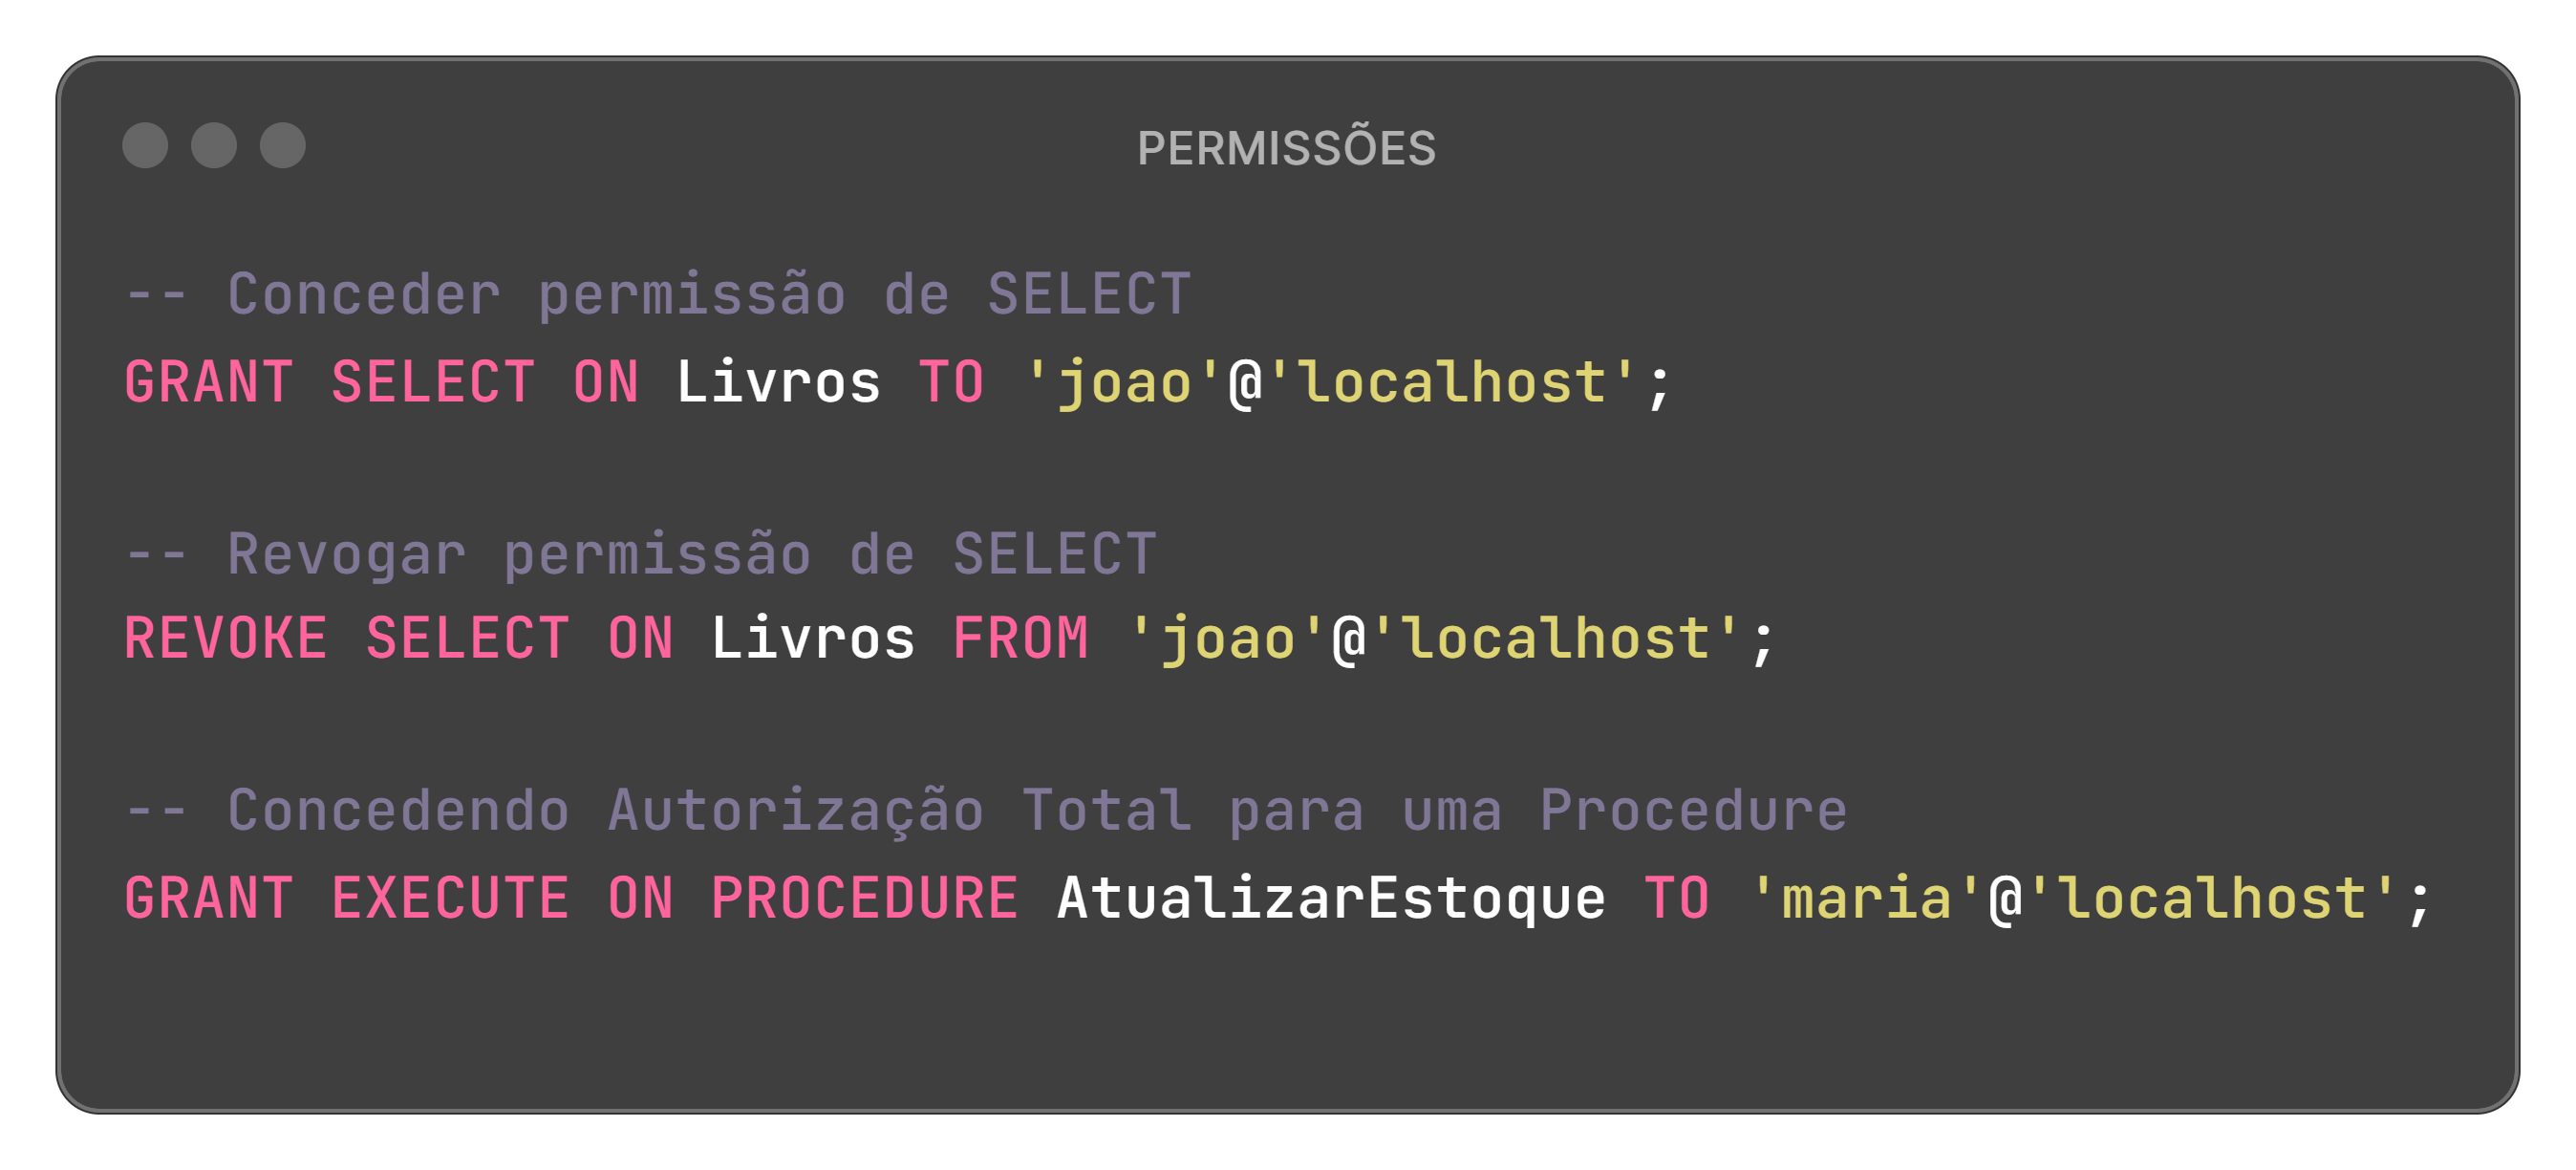 PERMISSÕES
-- Conceder permissão de SELECT
GRANT SELECT ON Livros TO 'joao'@'localhost';
-- Revogar permissão de SELECT
REVOKE SELECT ON Livros FROM 'joao'@'localhost';
-- Concedendo Autorização Total para uma Procedure
GRANT EXECUTE ON PROCEDURE AtualizarEstoque TO 'maria'@'localhost';